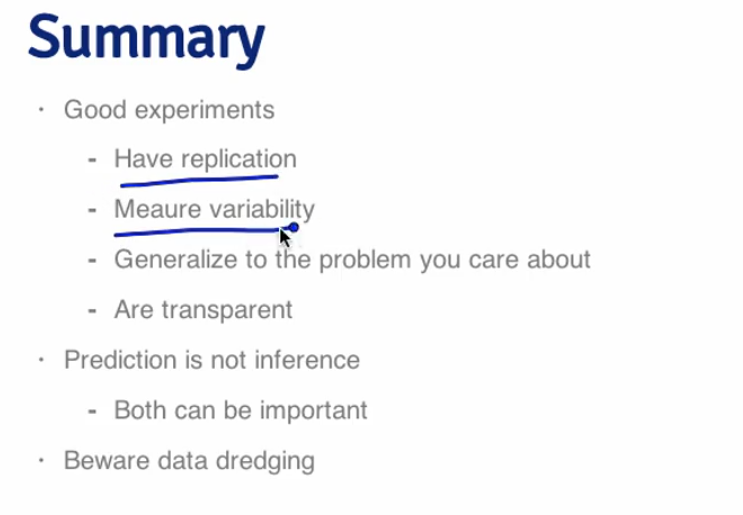 Summary
· Good experiments
- Have replication
- Meaure variability
- Generalize to the problem you care about
- Are transparent
· Prediction is not inference
- Both can be important
· Beware data dredging